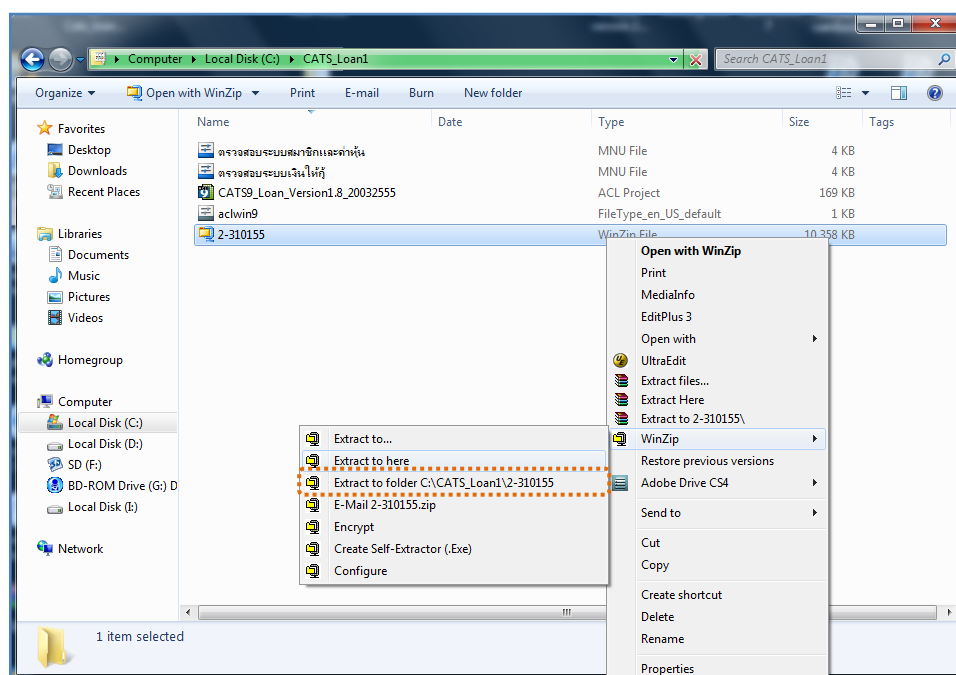 Computer ▸ Local Disk (C:) ▸ CATS_Loan1
Search CATS_Loan1
Organize Open with WinZip Print E-mail Burn New folder
Favorites
Desktop
Downloads
Recent Places
Libraries
Documents
Music
Pictures
Videos
Homegroup
Computer
Local Disk (C:)
Local Disk (D:)
SD (F:)
BD-ROM Drive (G:) D
Local Disk (I:)
Network
Name Date Type Size Tags
ตรวจสอบระบบสมาชิกและค่าหุ้น MNU File 4 KB
ตรวจสอบระบบเงินให้กู้ MNU File 4 KB
CATS9_Loan_Version1.8_20032555 ACL Project 169 KB
aclwin9 FileType_en_US_default 1 KB
2-310155 WinZip File 10,358 KB
Open with WinZip
Print
MediaInfo
EditPlus 3
Open with
UltraEdit
Extract files...
Extract Here
Extract to 2-310155\
WinZip
Restore previous versions
Adobe Drive CS4
Send to
Cut
Copy
Create shortcut
Delete
Rename
Properties
Extract to...
Extract to here
Extract to folder C:\CATS_Loan1\2-310155
E-Mail 2-310155.zip
Encrypt
Create Self-Extractor (.Exe)
Configure
1 item selected